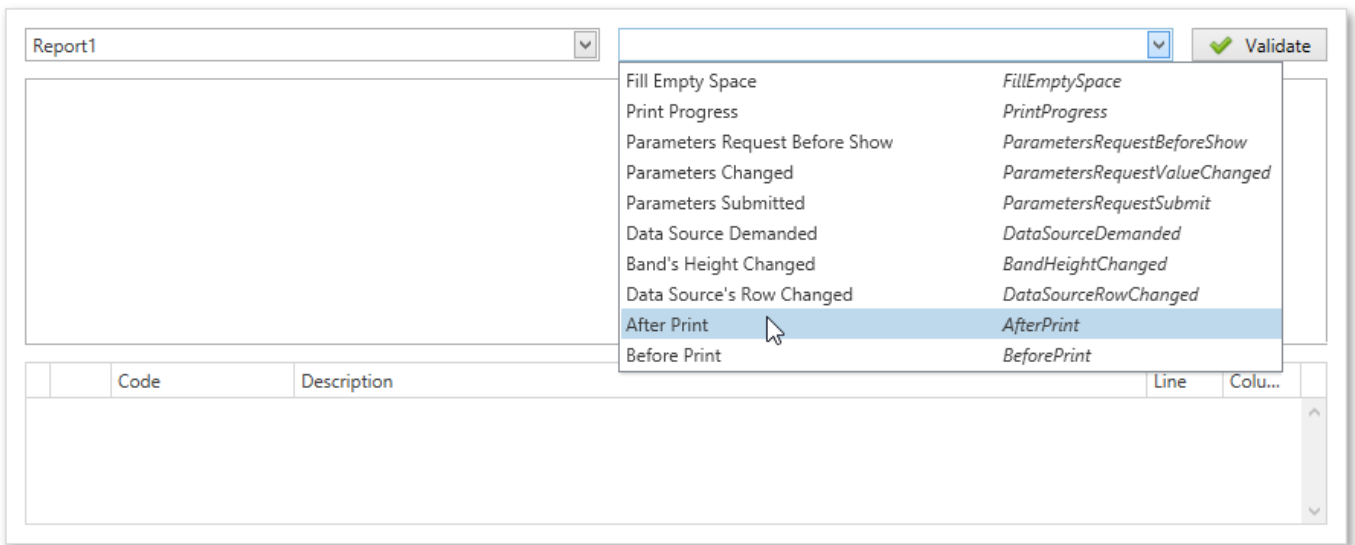 Report1 Validate
Fill Empty Space FillEmptySpace
Print Progress PrintProgress
Parameters Request Before Show ParametersRequestBeforeShow
Parameters Changed ParametersRequestValueChanged
Parameters Submitted ParametersRequestSubmit
Data Source Demanded DataSourceDemanded
Band's Height Changed BandHeightChanged
Data Source's Row Changed DataSourceRowChanged
After Print AfterPrint
Before Print BeforePrint
Code Description Line Colu...